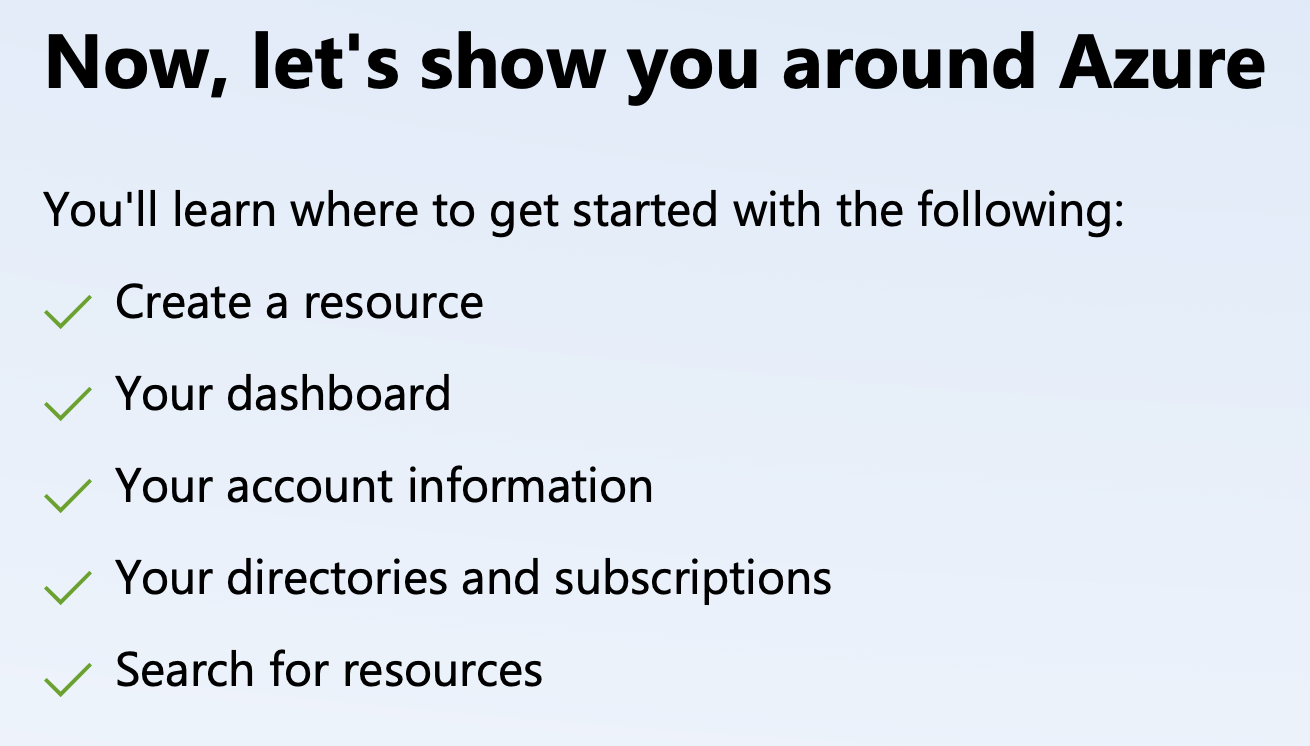 Now, let's show you around Azure
You'll learn where to get started with the following:
Create a resource
Your dashboard
Your account information
Your directories and subscriptions
Search for resources